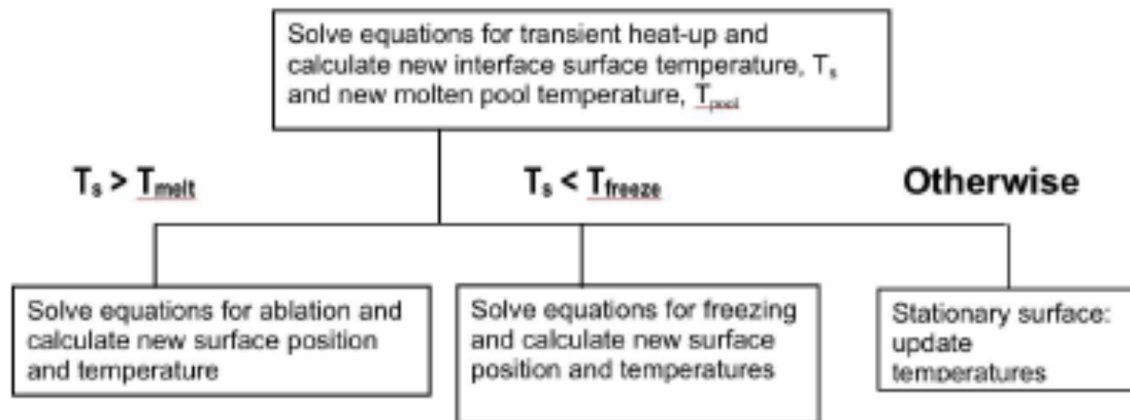 Solve equations for transient heat-up and
calculate new interface surface temperature, Ts
and new molten pool temperature, Tpool
Ts > Tmelt
Ts < Tfreeze
Otherwise
Solve equations for ablation and
calculate new surface position
and temperature
Solve equations for freezing
and calculate new surface
position and temperatures
Stationary surface:
update
temperatures